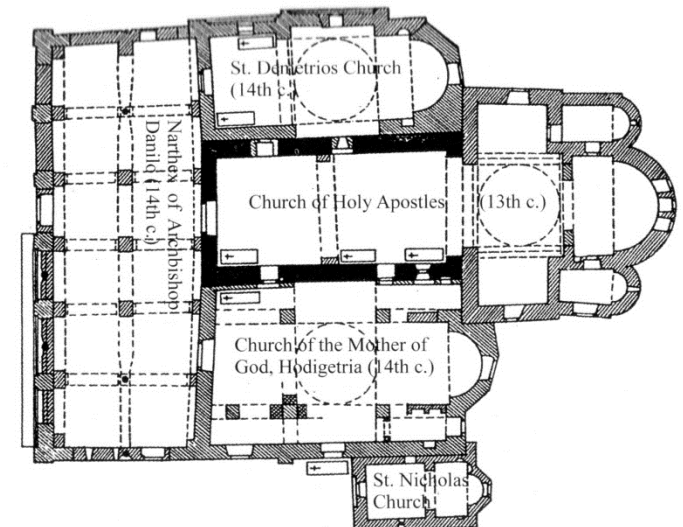 St. Demetrios Church
(14th c.)
Narthex of Archbishop
Danilo (14th c.)
Church of Holy Apostles (13th c.)
Church of the Mother of
God, Hodigetria (14th c.)
St. Nicholas
Church